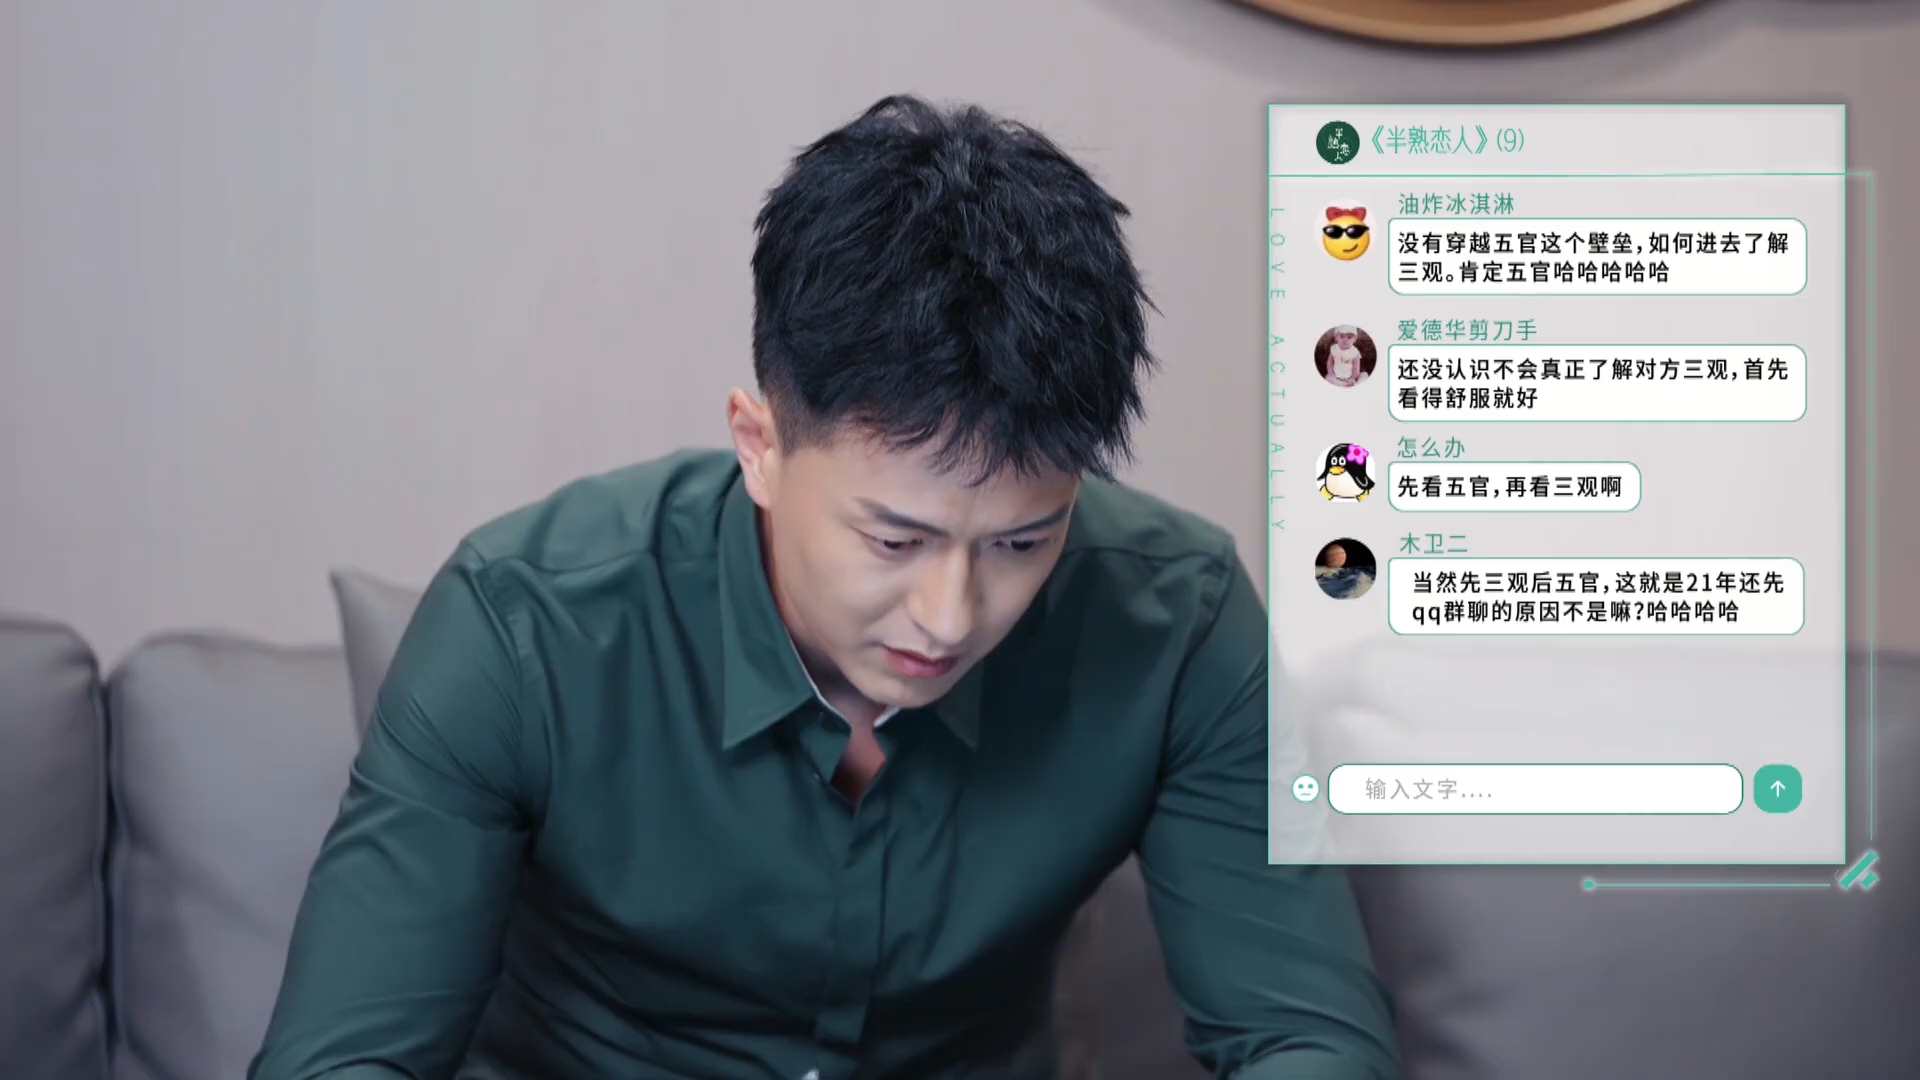 半熟恋人
《半熟恋人》(9)
LOVE ACTUALLY
油炸冰淇淋
没有穿越五官这个壁垒,如何进去了解
三观。肯定五官哈哈哈哈哈
爱德华剪刀手
还没认识不会真正了解对方三观,首先
看得舒服就好
怎么办
先看五官,再看三观啊
木卫二
当然先三观后五官,这就是21年还先
qq群聊的原因不是嘛?哈哈哈哈
输入文字....